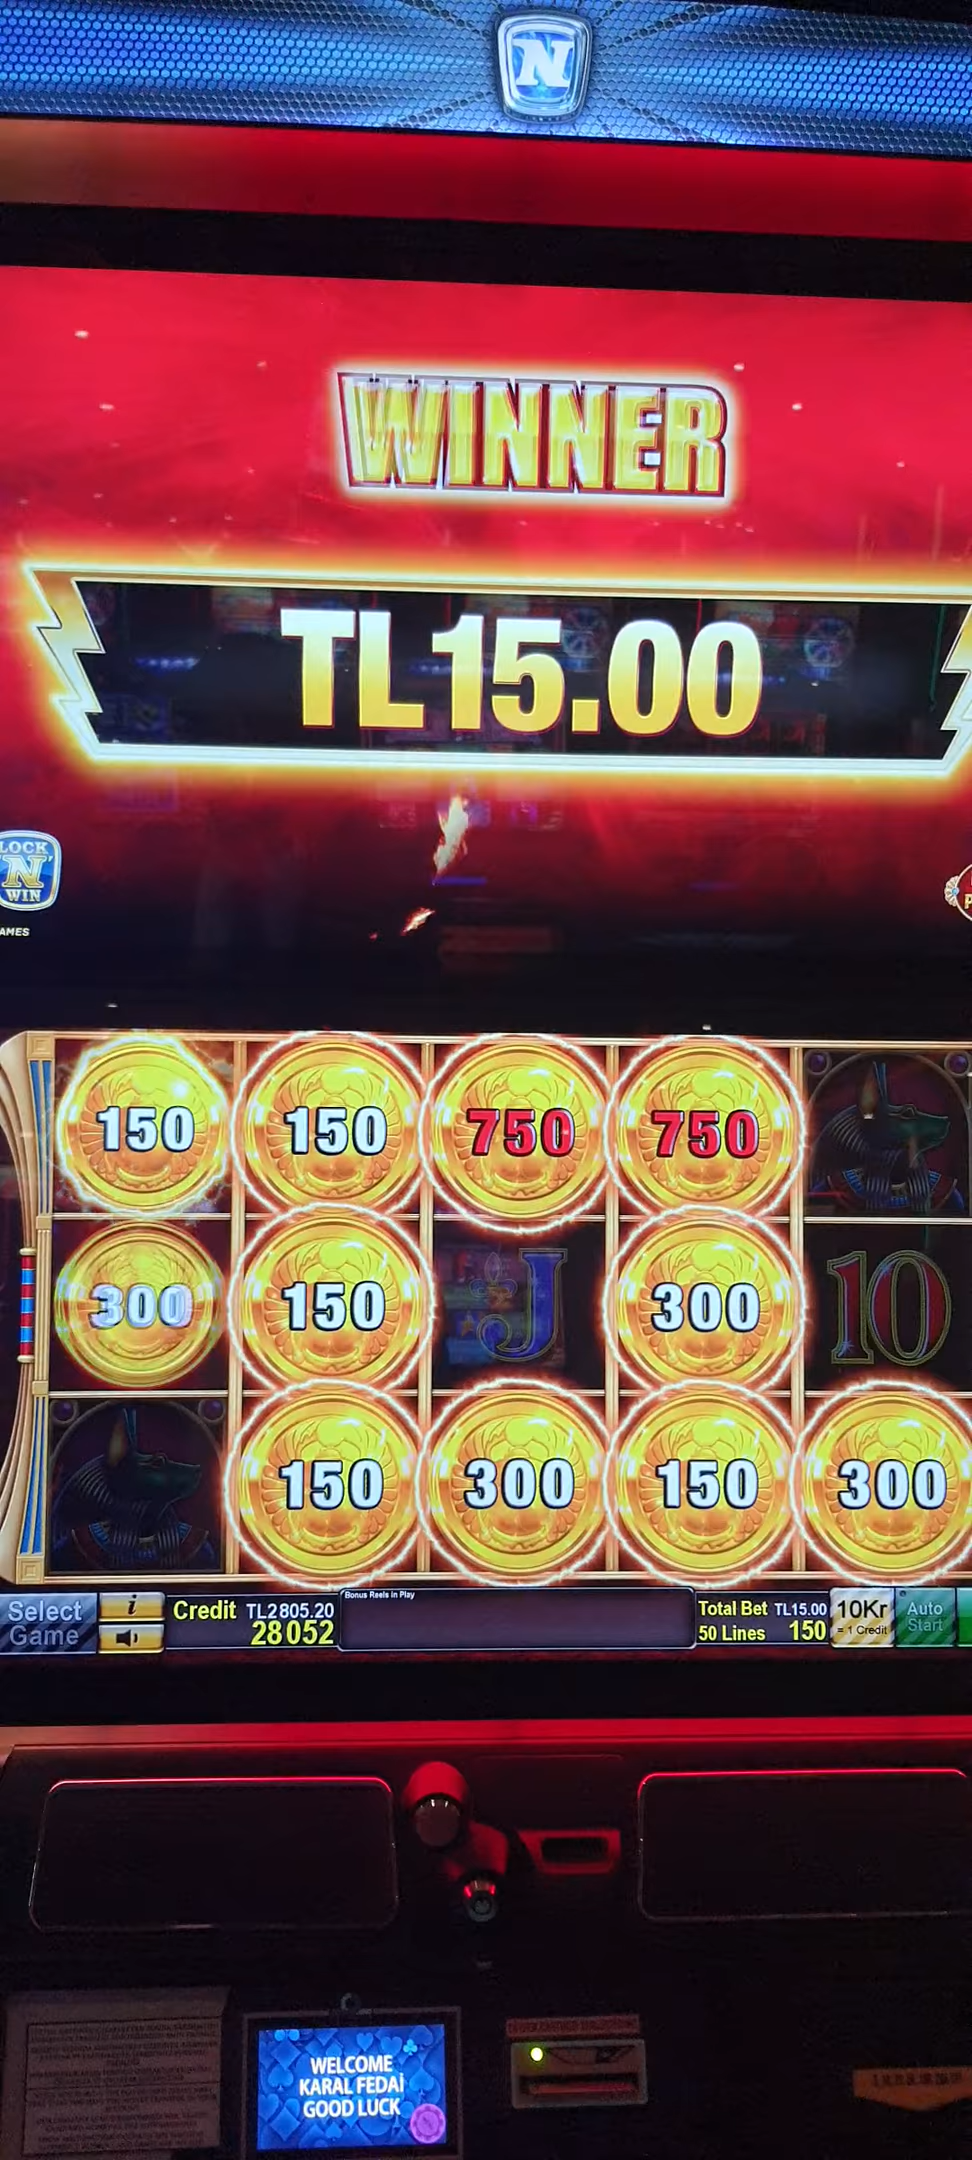 N
WINNER
TL15.00
LOCK
'N'
WIN
AMES
150 150 750 750
300 150 J 300 10
150 300 150 300
Bonus Reels in Play
Select
Game
i
Credit TL2805.20
28052
Total Bet TL15.00
50 Lines 150
10Kr
= 1 Credit
Auto
Start
WELCOME
KARAL FEDAİ
GOOD LUCK